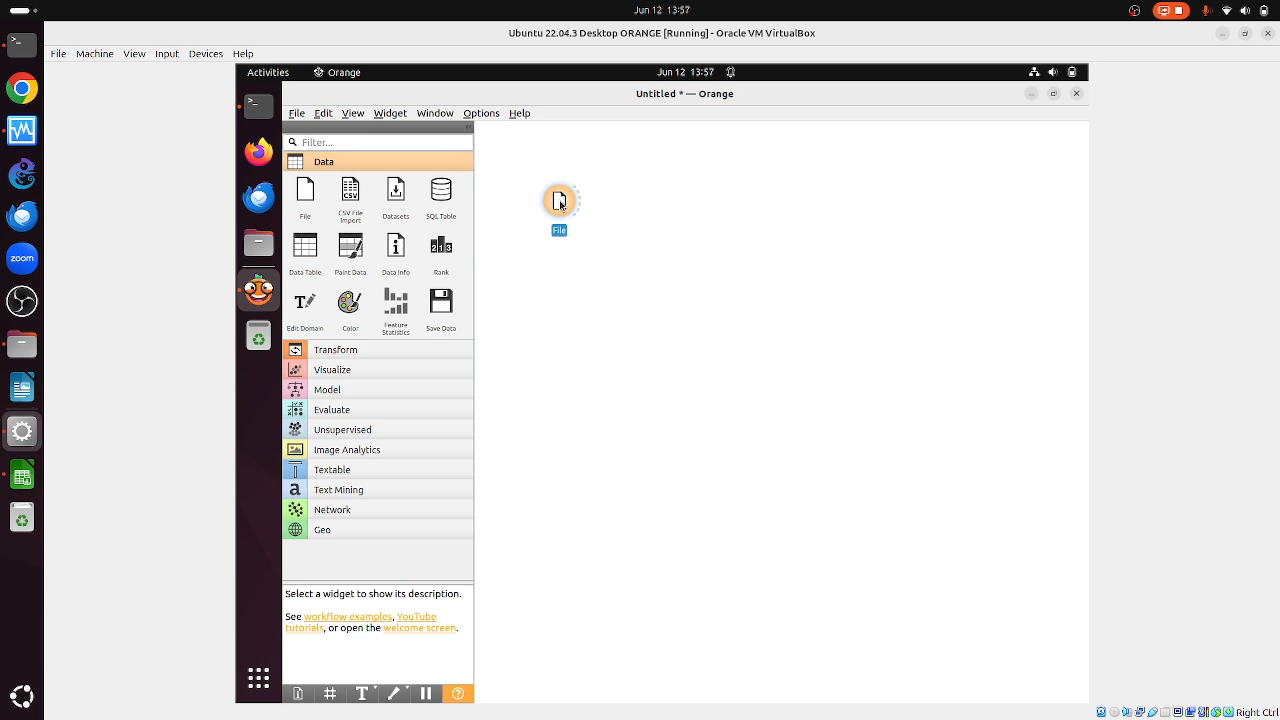 Jun 12 13:57
Ubuntu 22.04.3 Desktop ORANGE [Running] - Oracle VM VirtualBox
File Machine View Input Devices Help
Activities Orange Jun 12 13:57
Untitled * — Orange
File Edit View Widget Window Options Help
Filter...
Data
File CSV File Import Datasets SQL Table
Data Table Paint Data Data Info Rank
Edit Domain Color Feature Statistics Save Data
Transform
Visualize
Model
Evaluate
Unsupervised
Image Analytics
Textable
Text Mining
Network
Geo
Select a widget to show its description.
See workflow examples, YouTube
tutorials, or open the welcome screen.
File
zoom
Right Ctrl